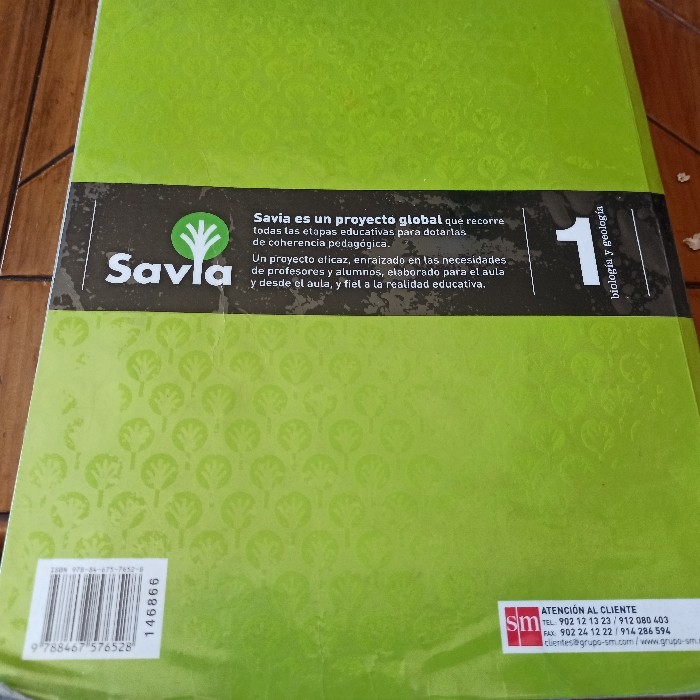 Savia
Savia es un proyecto global que recorre
todas las etapas educativas para dotarlas
de coherencia pedagógica.
Un proyecto eficaz, enraizado en las necesidades
de profesores y alumnos, elaborado para el aula
y desde el aula, y fiel a la realidad educativa.
1
biología y geología
ISBN 978-84-675-7652-8
9 788467 576528
146866
sm
ATENCIÓN AL CLIENTE
TEL.: 902 12 13 23 / 912 080 403
FAX: 902 24 12 22 / 914 286 594
clientes@grupo-sm.com / www.grupo-sm.